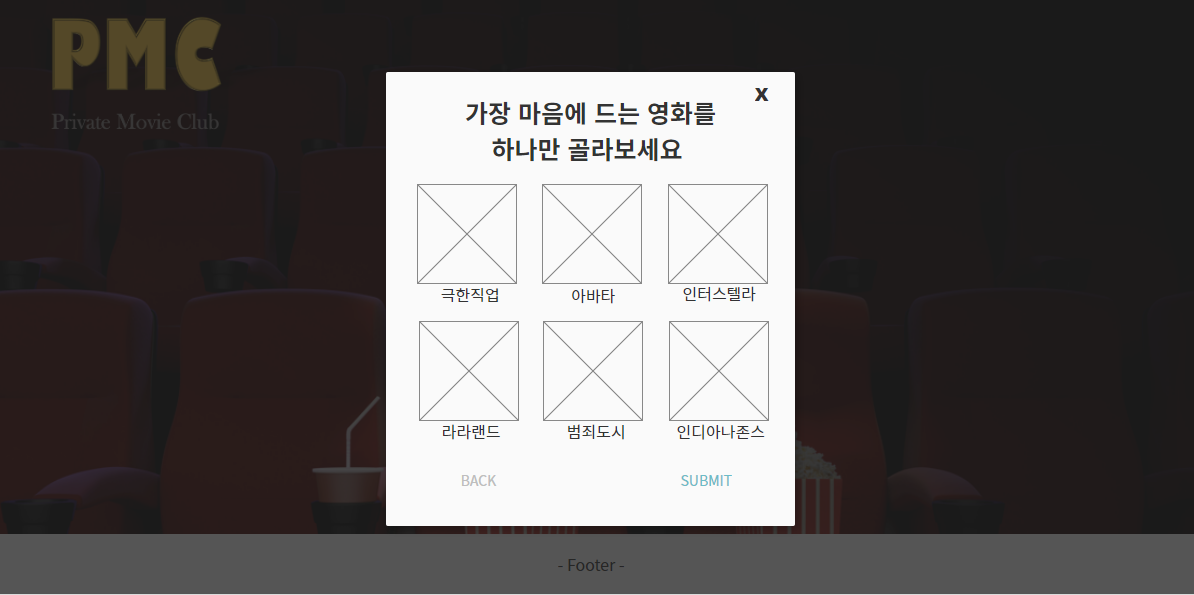 PMC
Private Movie Club
X
가장 마음에 드는 영화를
하나만 골라보세요
극한직업
아바타
인터스텔라
라라랜드
범죄도시
인디아나존스
BACK
SUBMIT
- Footer -